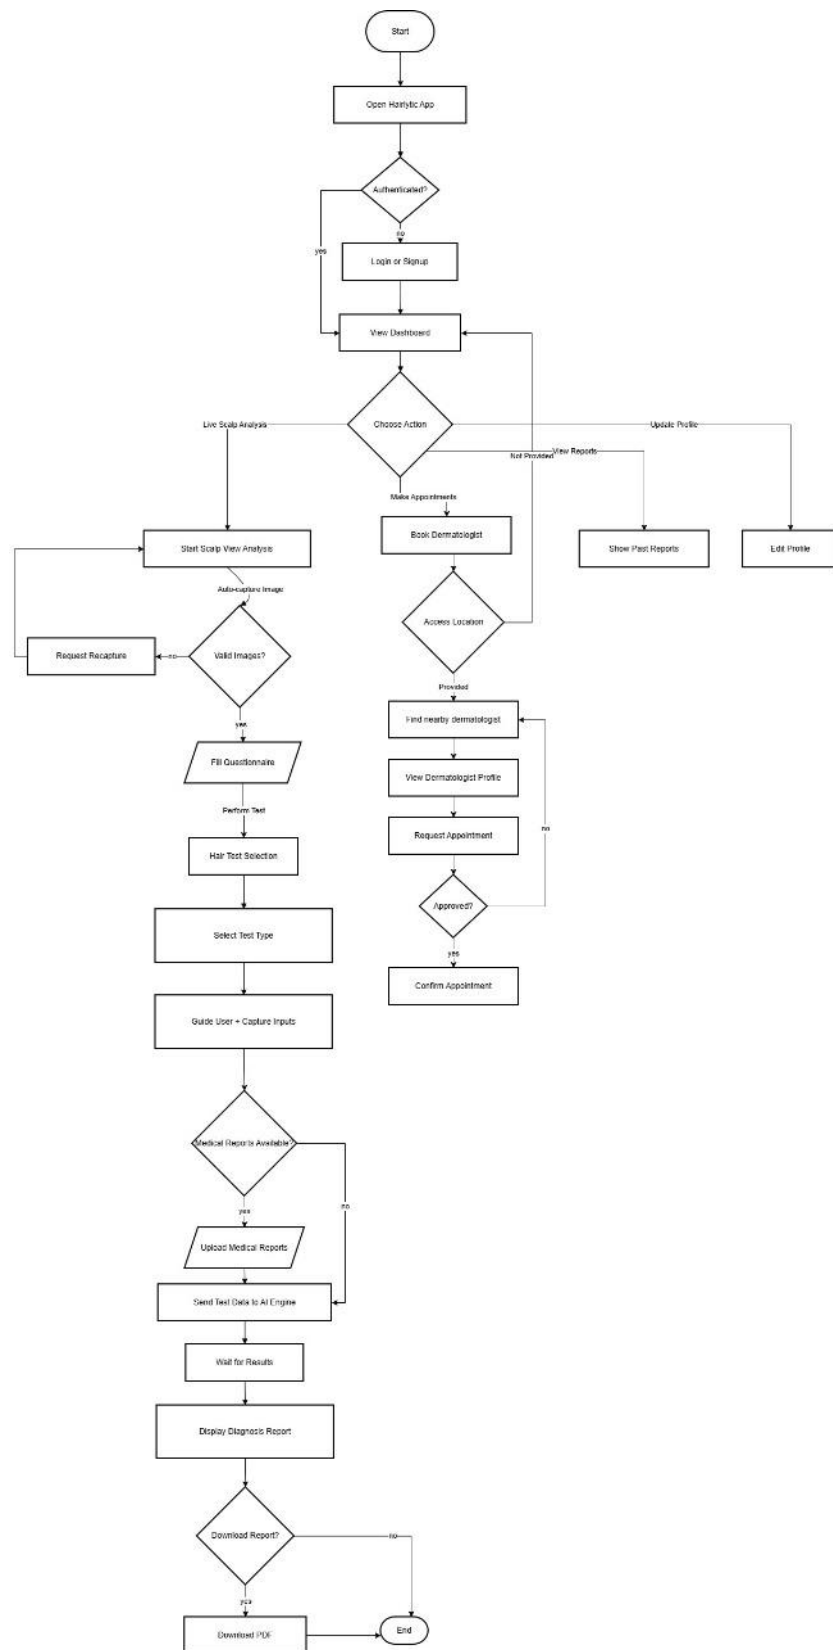 Start
Open Hairlytic App
Authenticated?
no
yes
Login or Signup
View Dashboard
Choose Action
Live Scalp Analysis
Update Profile
View Reports
Not Provided
Make Appointments
Start Scalp View Analysis
Book Dermatologist
Show Past Reports
Edit Profile
Auto-capture Image
Access Location
Request Recapture
no
Valid Images?
Provided
yes
Find nearby dermatologist
Fill Questionnaire
View Dermatologist Profile
Perform Test
Request Appointment
no
Hair Test Selection
Approved?
Select Test Type
yes
Confirm Appointment
Guide User + Capture Inputs
Medical Reports Available?
no
yes
Upload Medical Reports
Send Test Data to AI Engine
Wait for Results
Display Diagnosis Report
Download Report?
no
yes
Download PDF
End